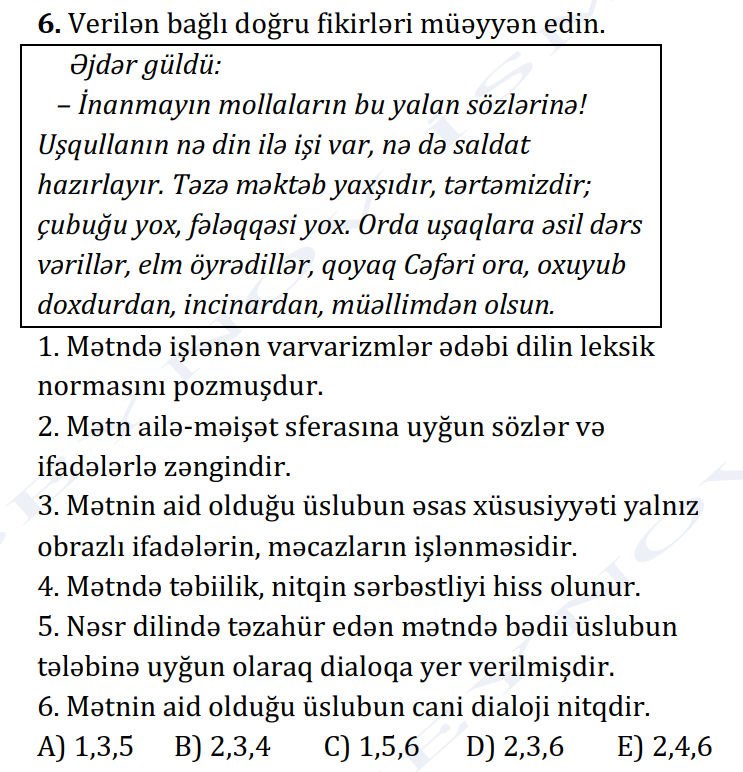 6. Verilən bağlı doğru fikirləri müəyyən edin.
Əjdər güldü:
– İnanmayın mollaların bu yalan sözlərinə!
Uşqullanın nə din ilə işi var, nə də saldat
hazırlayır. Təzə məktəb yaxşıdır, tərtəmizdir;
çubuğu yox, fələqqəsi yox. Orda uşaqlara əsil dərs
vərillər, elm öyrədillər, qoyaq Cəfəri ora, oxuyub
doxdurdan, incinardan, müəllimdən olsun.
1. Mətndə işlənən varvarizmlər ədəbi dilin leksik
normasını pozmuşdur.
2. Mətn ailə-məişət sferasına uyğun sözlər və
ifadələrlə zəngindir.
3. Mətnin aid olduğu üslubun əsas xüsusiyyəti yalnız
obrazlı ifadələrin, məcazların işlənməsidir.
4. Mətndə təbiilik, nitqin sərbəstliyi hiss olunur.
5. Nəsr dilində təzahür edən mətndə bədii üslubun
tələbinə uyğun olaraq dialoqa yer verilmişdir.
6. Mətnin aid olduğu üslubun cani dialoji nitqdir.
A) 1,3,5 B) 2,3,4 C) 1,5,6 D) 2,3,6 E) 2,4,6